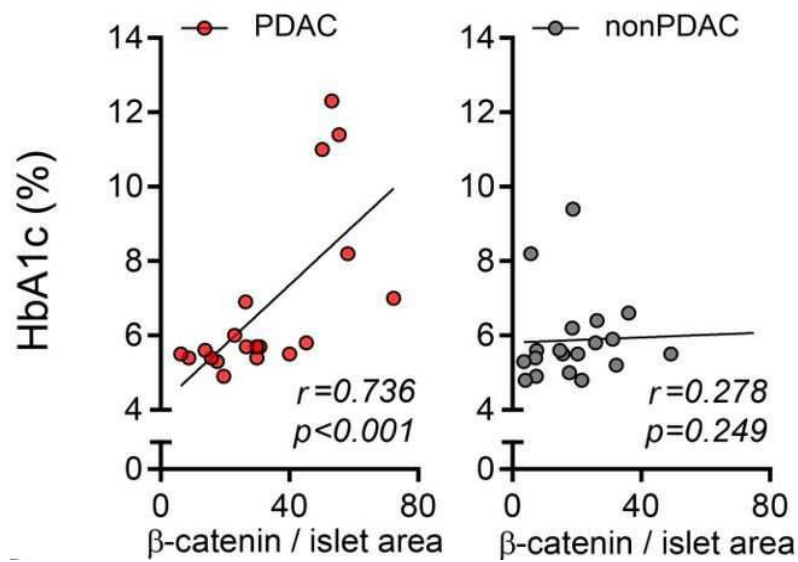 PDAC
nonPDAC
HbA1c (%)
14
12
10
8
6
4
0
r=0.736
p<0.001
0 40 80
β-catenin / islet area
14
12
10
8
6
4
0
r=0.278
p=0.249
0 40 80
β-catenin / islet area